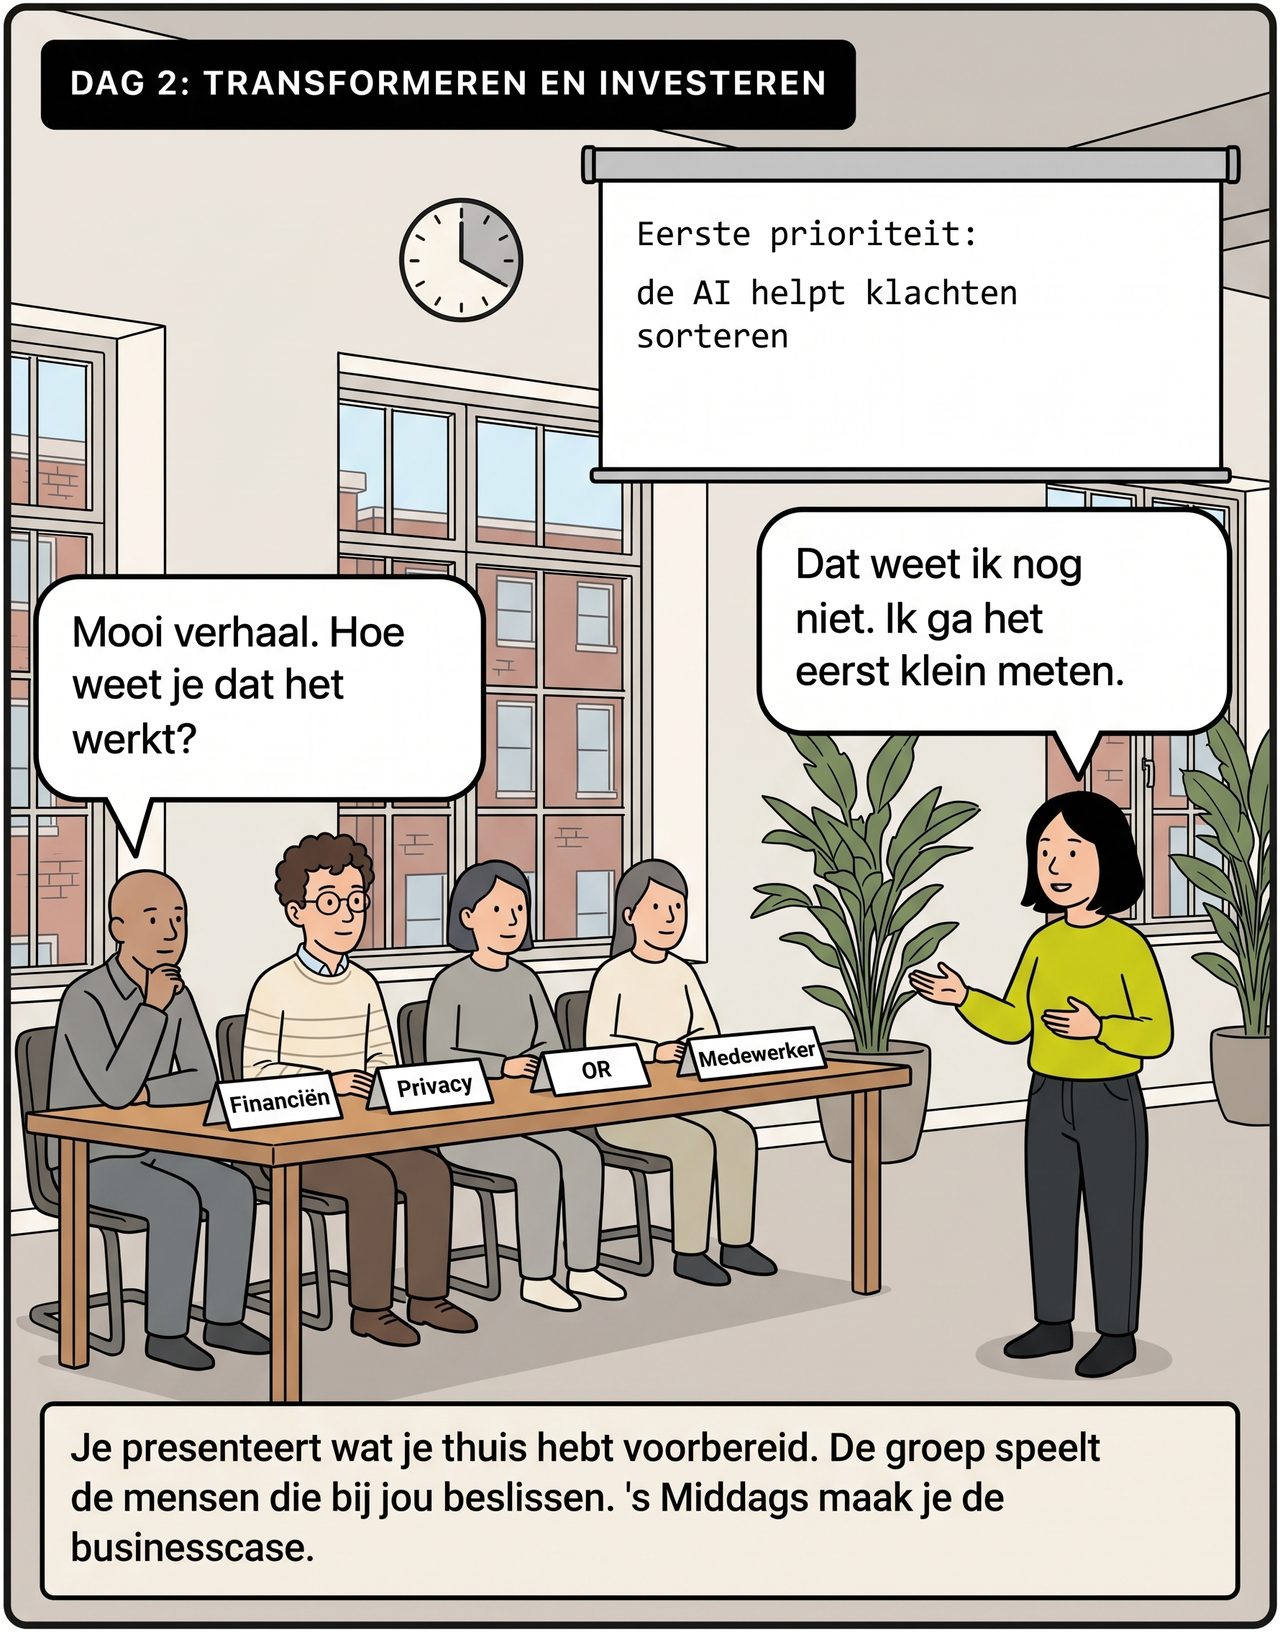 DAG 2: TRANSFORMEREN EN INVESTEREN
Eerste prioriteit:
de AI helpt klachten
sorteren
Dat weet ik nog
niet. Ik ga het
eerst klein meten.
Mooi verhaal. Hoe
weet je dat het
werkt?
Financiën
Privacy
OR
Medewerker
Je presenteert wat je thuis hebt voorbereid. De groep speelt
de mensen die bij jou beslissen. 's Middags maak je de
businesscase.